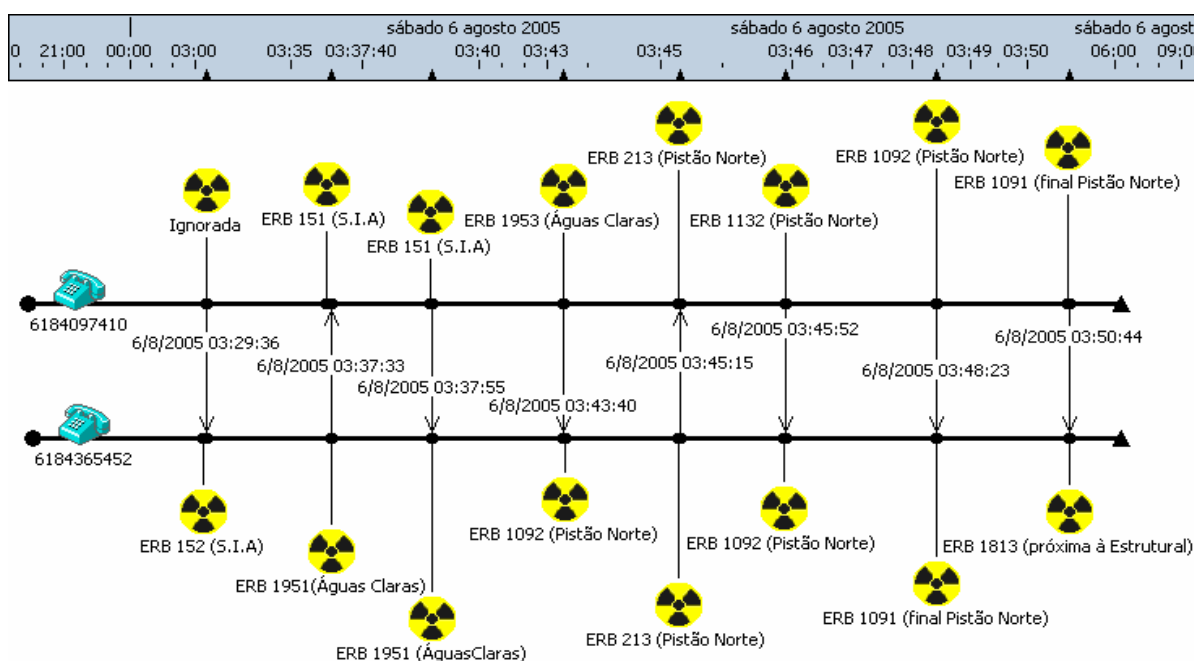 sábado 6 agosto 2005 sábado 6 agosto 2005 sábado 6 agost
0 21:00 00:00 03:00 03:35 03:37:40 03:40 03:43 03:45 03:46 03:47 03:48 03:49 03:50 06:00 09:0
ERB 213 (Pistão Norte)
ERB 1092 (Pistão Norte)
ERB 1091 (final Pistão Norte)
Ignorada
ERB 151 (S.I.A)
ERB 151 (S.I.A)
ERB 1953 (Águas Claras)
ERB 1132 (Pistão Norte)
6184097410
6/8/2005 03:29:36
6/8/2005 03:37:33
6/8/2005 03:37:55
6/8/2005 03:43:40
6/8/2005 03:45:15
6/8/2005 03:45:52
6/8/2005 03:48:23
6/8/2005 03:50:44
6184365452
ERB 152 (S.I.A)
ERB 1951(Águas Claras)
ERB 1951 (ÁguasClaras)
ERB 1092 (Pistão Norte)
ERB 213 (Pistão Norte)
ERB 1092 (Pistão Norte)
ERB 1091 (final Pistão Norte)
ERB 1813 (próxima à Estrutural)